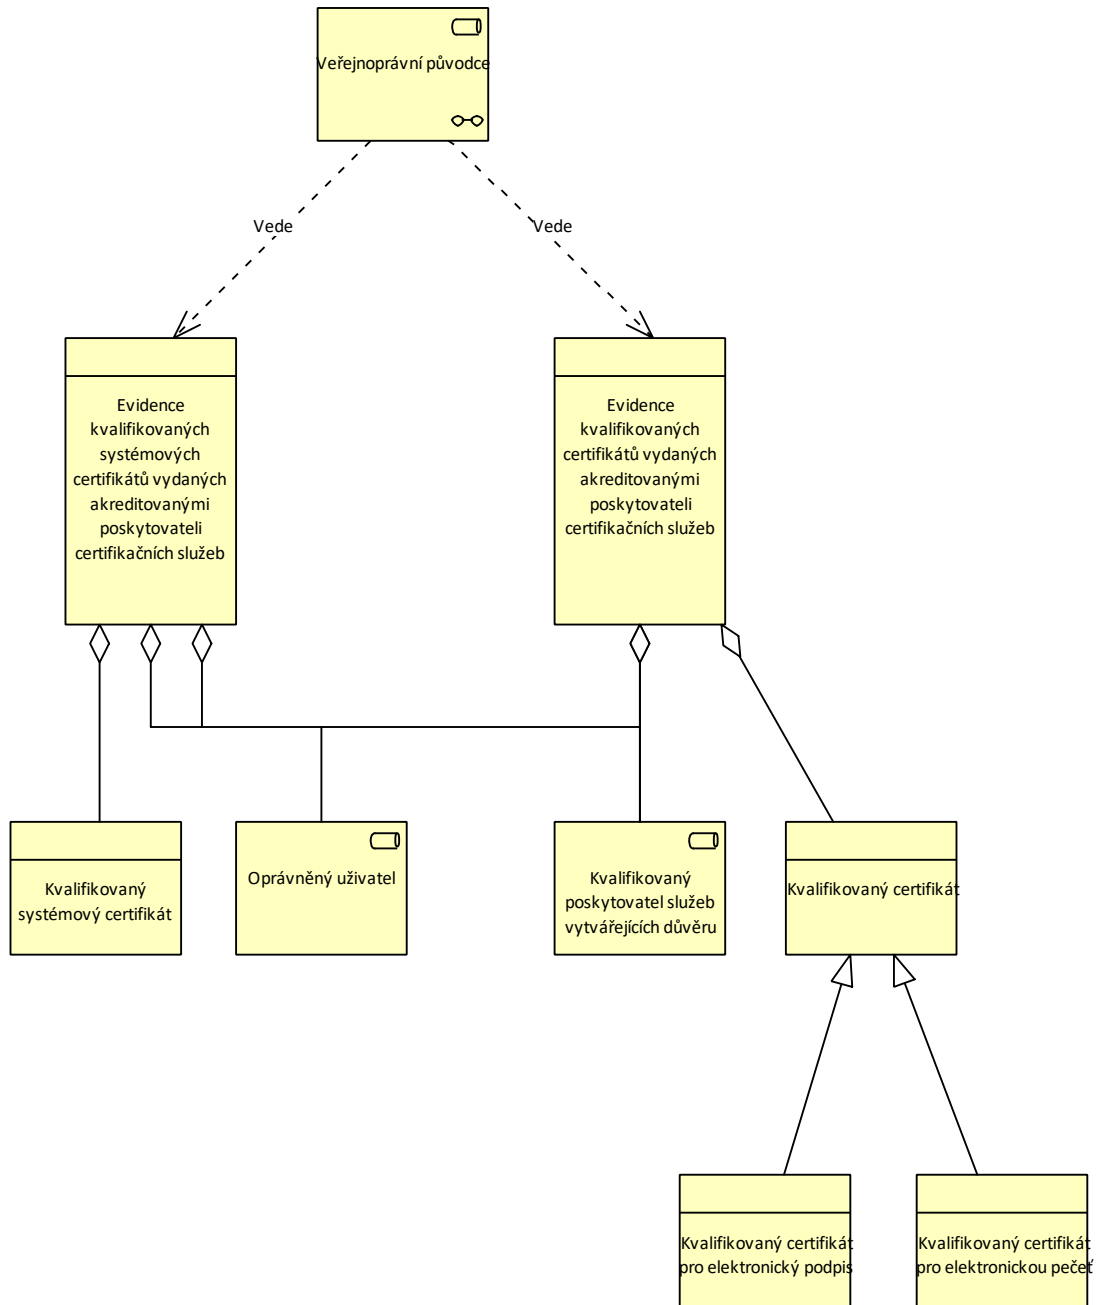 Veřejnoprávní původce
Vede
Vede
Evidence
kvalifikovaných
systémových
certifikátů vydaných
akreditovanými
poskytovateli
certifikačních služeb
Evidence
kvalifikovaných
certifikátů vydaných
akreditovanými
poskytovateli
certifikačních služeb
Kvalifikovaný
systémový certifikát
Oprávněný uživatel
Kvalifikovaný
poskytovatel služeb
vytvářejících důvěru
Kvalifikovaný certifikát
Kvalifikovaný certifikát
pro elektronický podpis
Kvalifikovaný certifikát
pro elektronickou pečeť